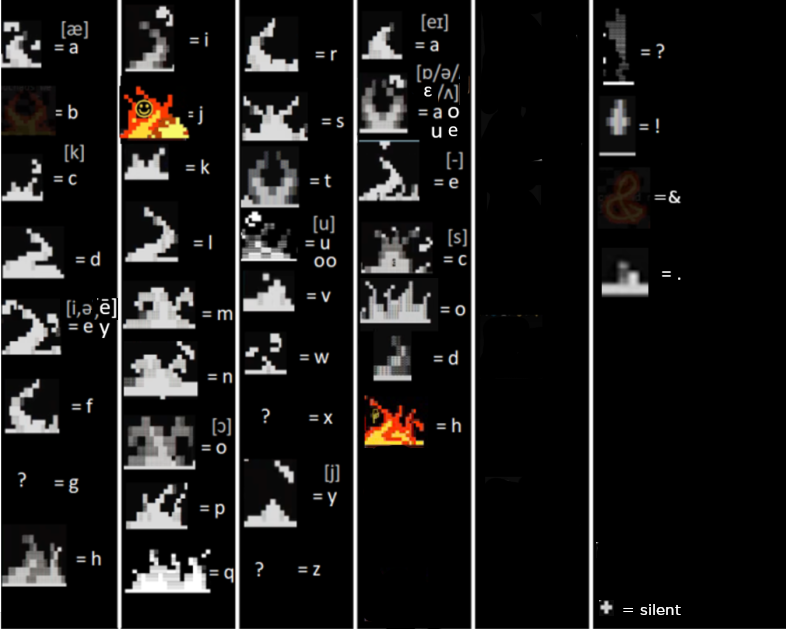 [æ]
= a
= b
[k]
= c
= d
[i,ə,ē]
= e y
= f
? = g
= h
= i
= j
= k
= l
= m
= n
[ɔ]
= o
= p
= q
= r
= s
= t
[u]
= u
oo
= v
= w
? = x
[j]
= y
? = z
[eɪ]
= a
[ɒ/ə/
ɛ/ʌ]
= a o
u e
[-]
= e
[s]
= c
= o
= d
= h
= ?
= !
=&
= .
= silent